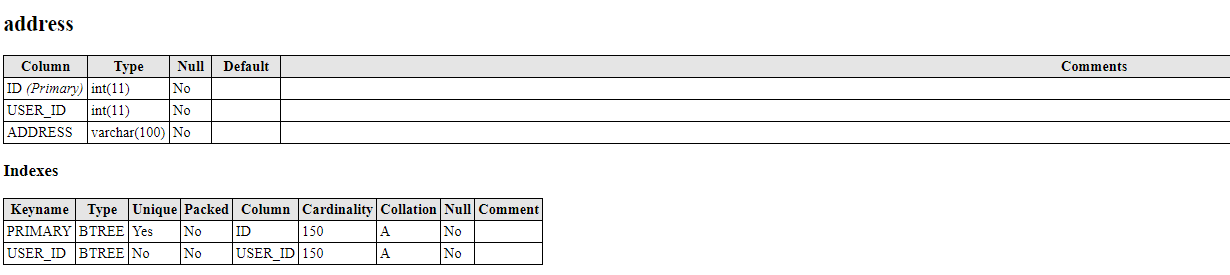 address
Column Type Null Default Comments
ID (Primary) int(11) No
USER_ID int(11) No
ADDRESS varchar(100) No
Indexes
Keyname Type Unique Packed Column Cardinality Collation Null Comment
PRIMARY BTREE Yes No ID 150 A No
USER_ID BTREE No No USER_ID 150 A No